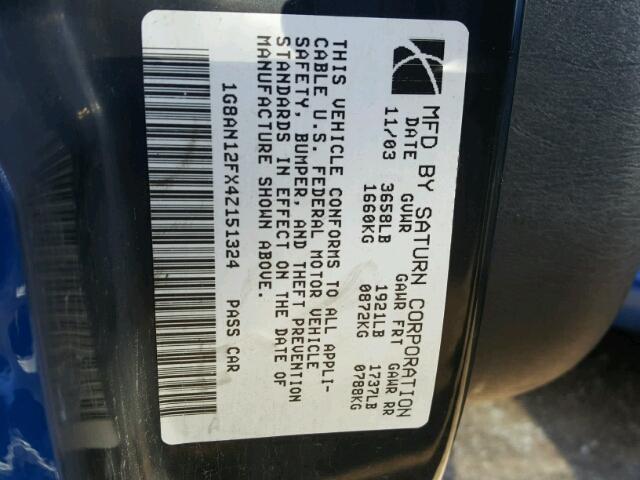 MFD BY SATURN CORPORATION
DATE GVWR GAWR FRT GAWR RR
11/03 3658LB 1921LB 1737LB
1660KG 0872KG 0788KG
THIS VEHICLE CONFORMS TO ALL APPLI-
CABLE U.S. FEDERAL MOTOR VEHICLE
SAFETY, BUMPER, AND THEFT PREVENTION
STANDARDS IN EFFECT ON THE DATE OF
MANUFACTURE SHOWN ABOVE.
1G8AN12FX4Z151324 PASS CAR